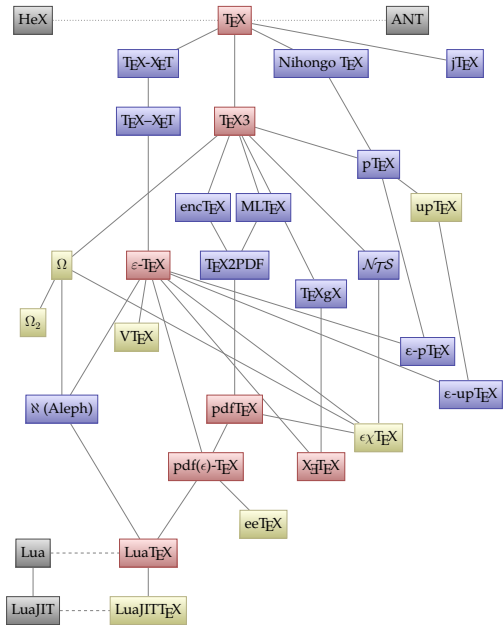 HeX TEX ANT
TEX-XET Nihongo TEX jTEX
TEX–XET TEX3
pTEX
encTEX MLTEX upTEX
Ω ε-TEX TEX2PDF NTS
TEXgX
Ω2
VTEX
ε-pTEX
ε-upTEX
ℵ (Aleph) pdfTEX
ϵχTEX
pdf(ϵ)-TEX XƎTEX
eeTEX
Lua LuaTEX
LuaJIT LuaJITTEX